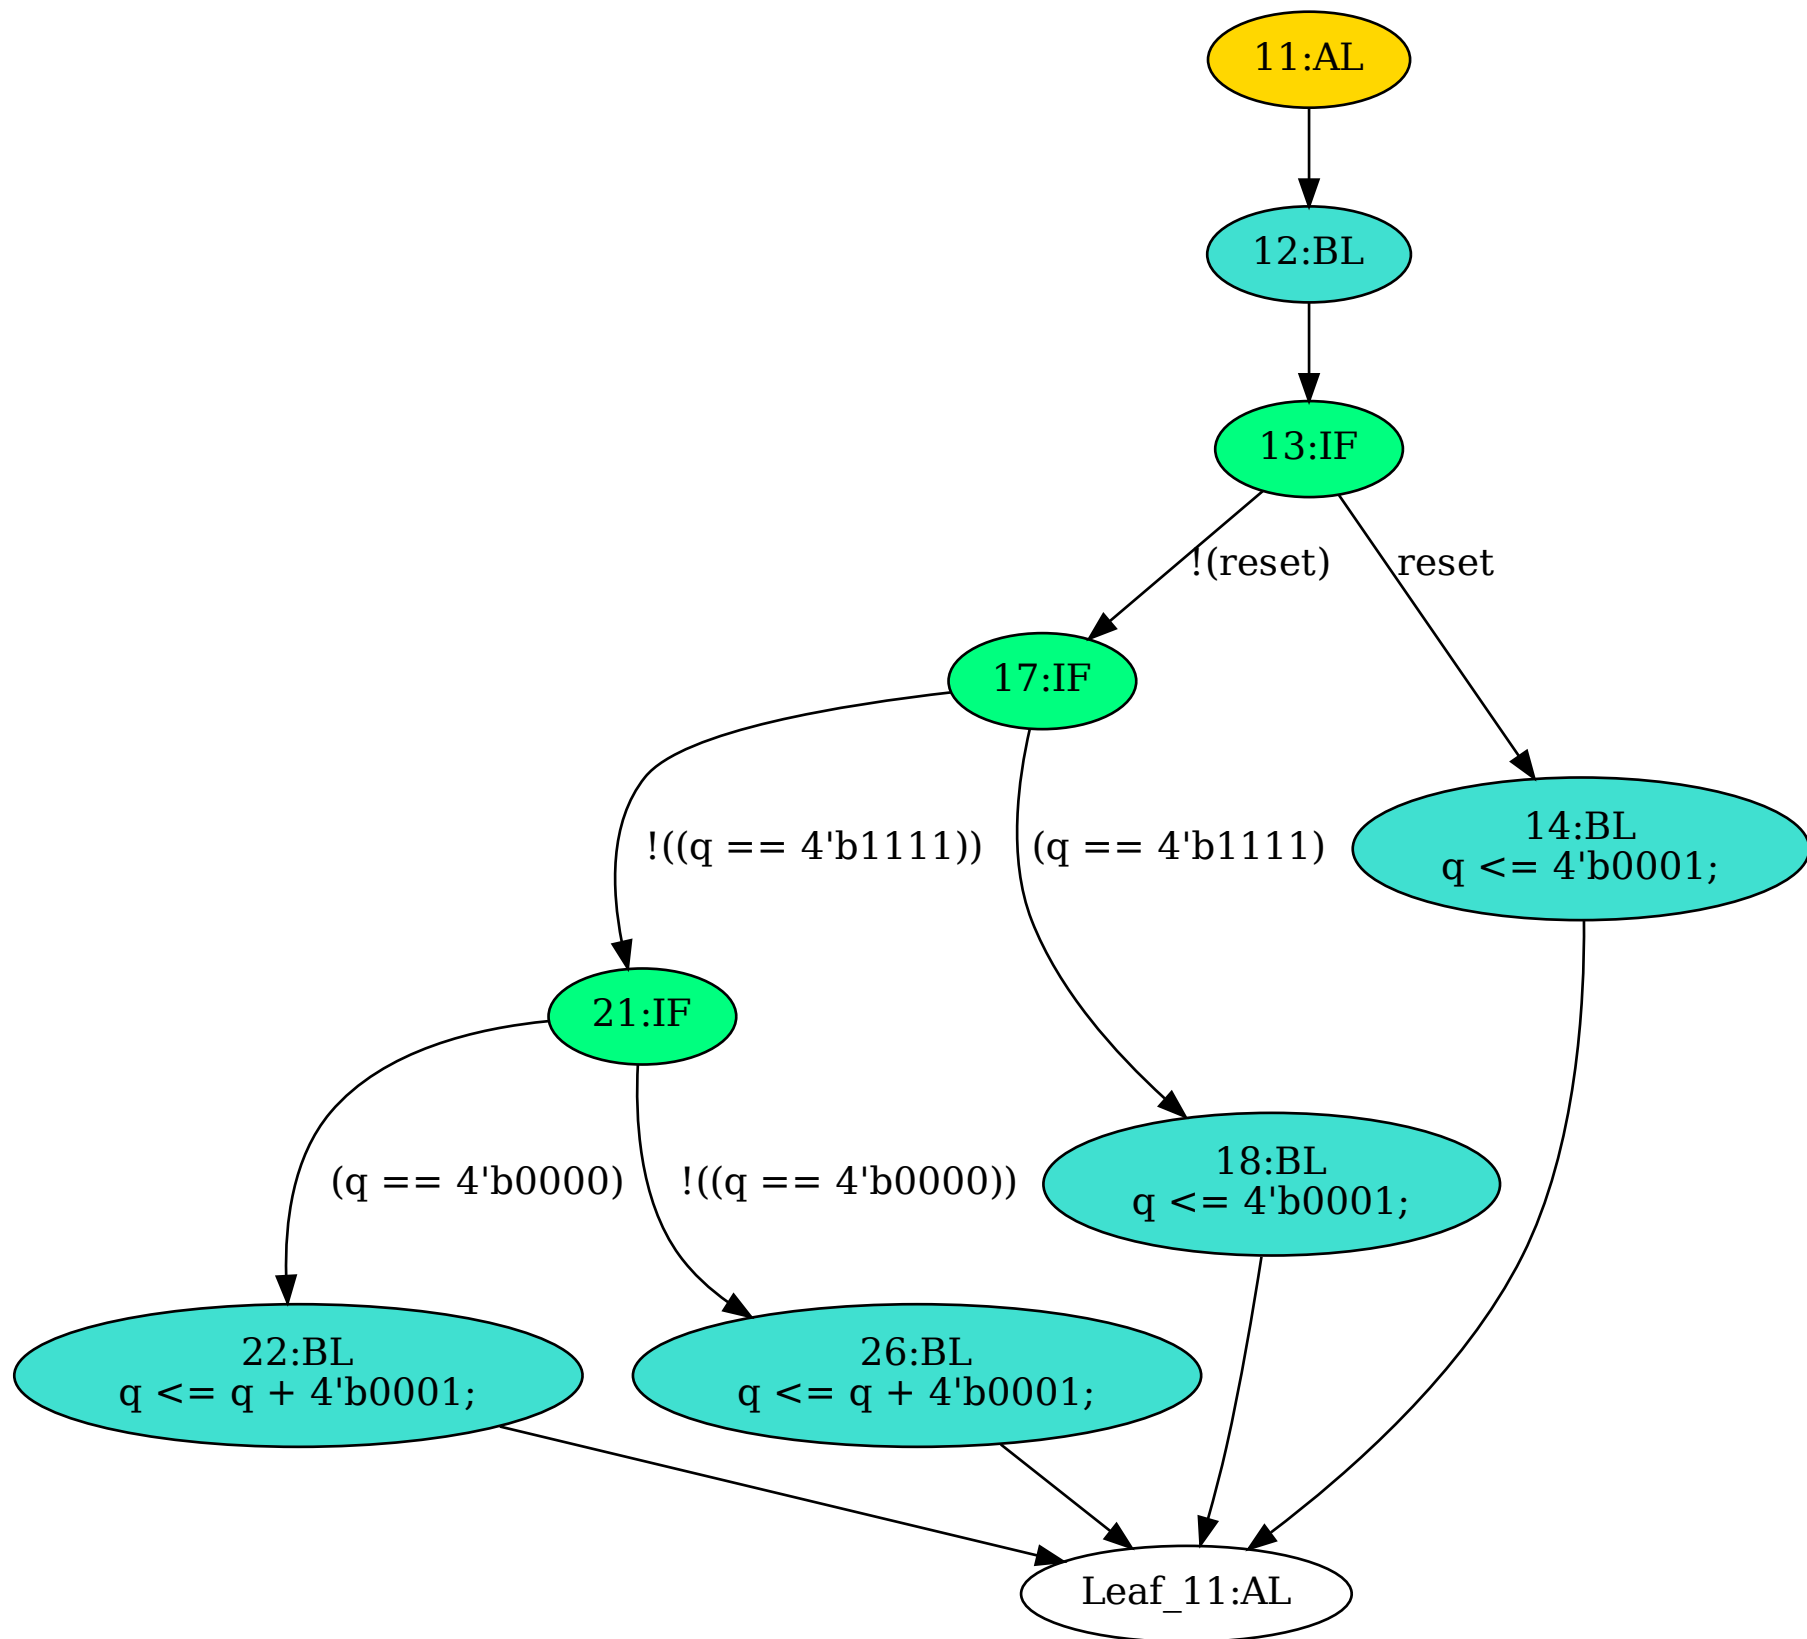 11:AL
12:BL
13:IF
!(reset)
reset
17:IF
14:BL
q <= 4'b0001;
!((q == 4'b1111))
(q == 4'b1111)
21:IF
18:BL
q <= 4'b0001;
(q == 4'b0000)
!((q == 4'b0000))
22:BL
q <= q + 4'b0001;
26:BL
q <= q + 4'b0001;
Leaf_11:AL